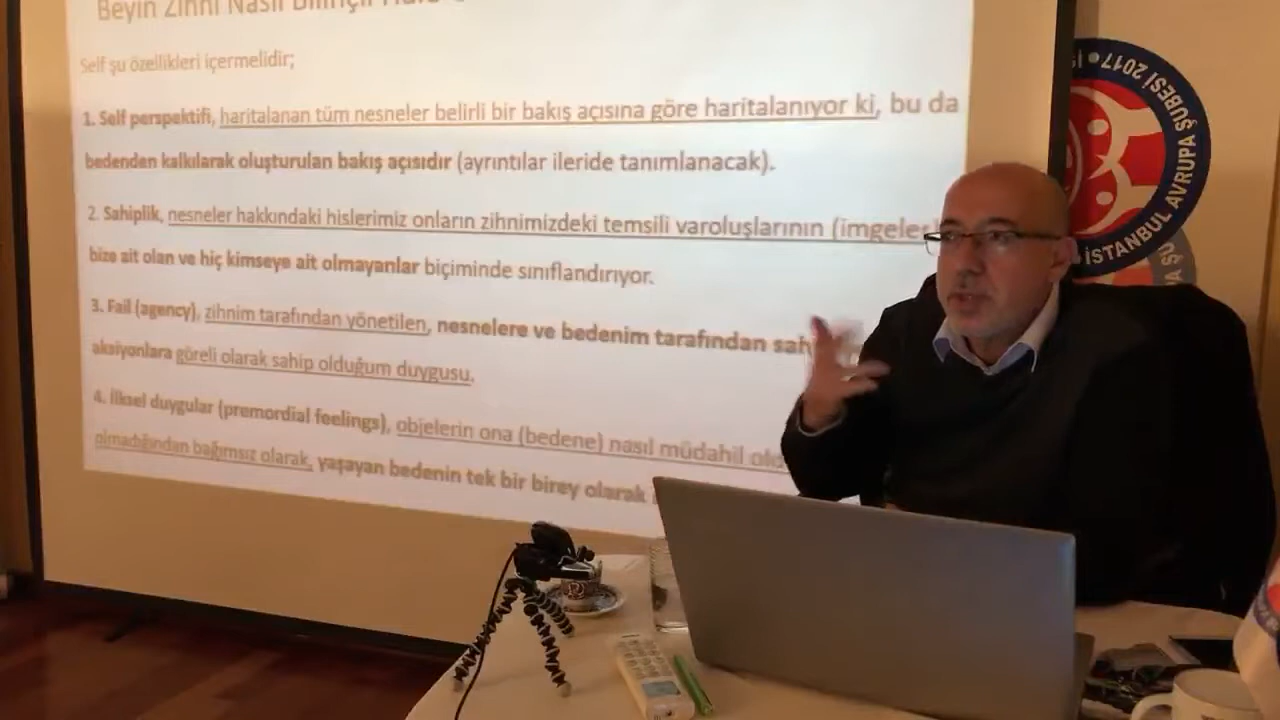 Beyin Zihni Nasıl Bilinçli
Self şu özellikleri içermelidir;
1. Self perspektifi, haritalanan tüm nesneler belirli bir bakış açısına göre haritalanıyor ki, bu da
bedenden kalkılarak oluşturulan bakış açısıdır (ayrıntılar ileride tanımlanacak).
2. Sahiplik, nesneler hakkındaki hislerimiz onların zihnimizdeki temsili varoluşlarının (imgeler
bize ait olan ve hiç kimseye ait olmayanlar biçiminde sınıflandırıyor.
3. Fail (agency), zihnim tarafından yönetilen, nesnelere ve bedenim tarafından
aksiyonlara göreli olarak sahip olduğum duygusu.
4. İlksel duygular (premordial feelings), objelerin ona (bedene) nasıl müdahil
olmadığından bağımsız olarak, yaşayan bedenin tek bir birey olarak
2017 İSTANBUL AVRUPA ŞUBESİ